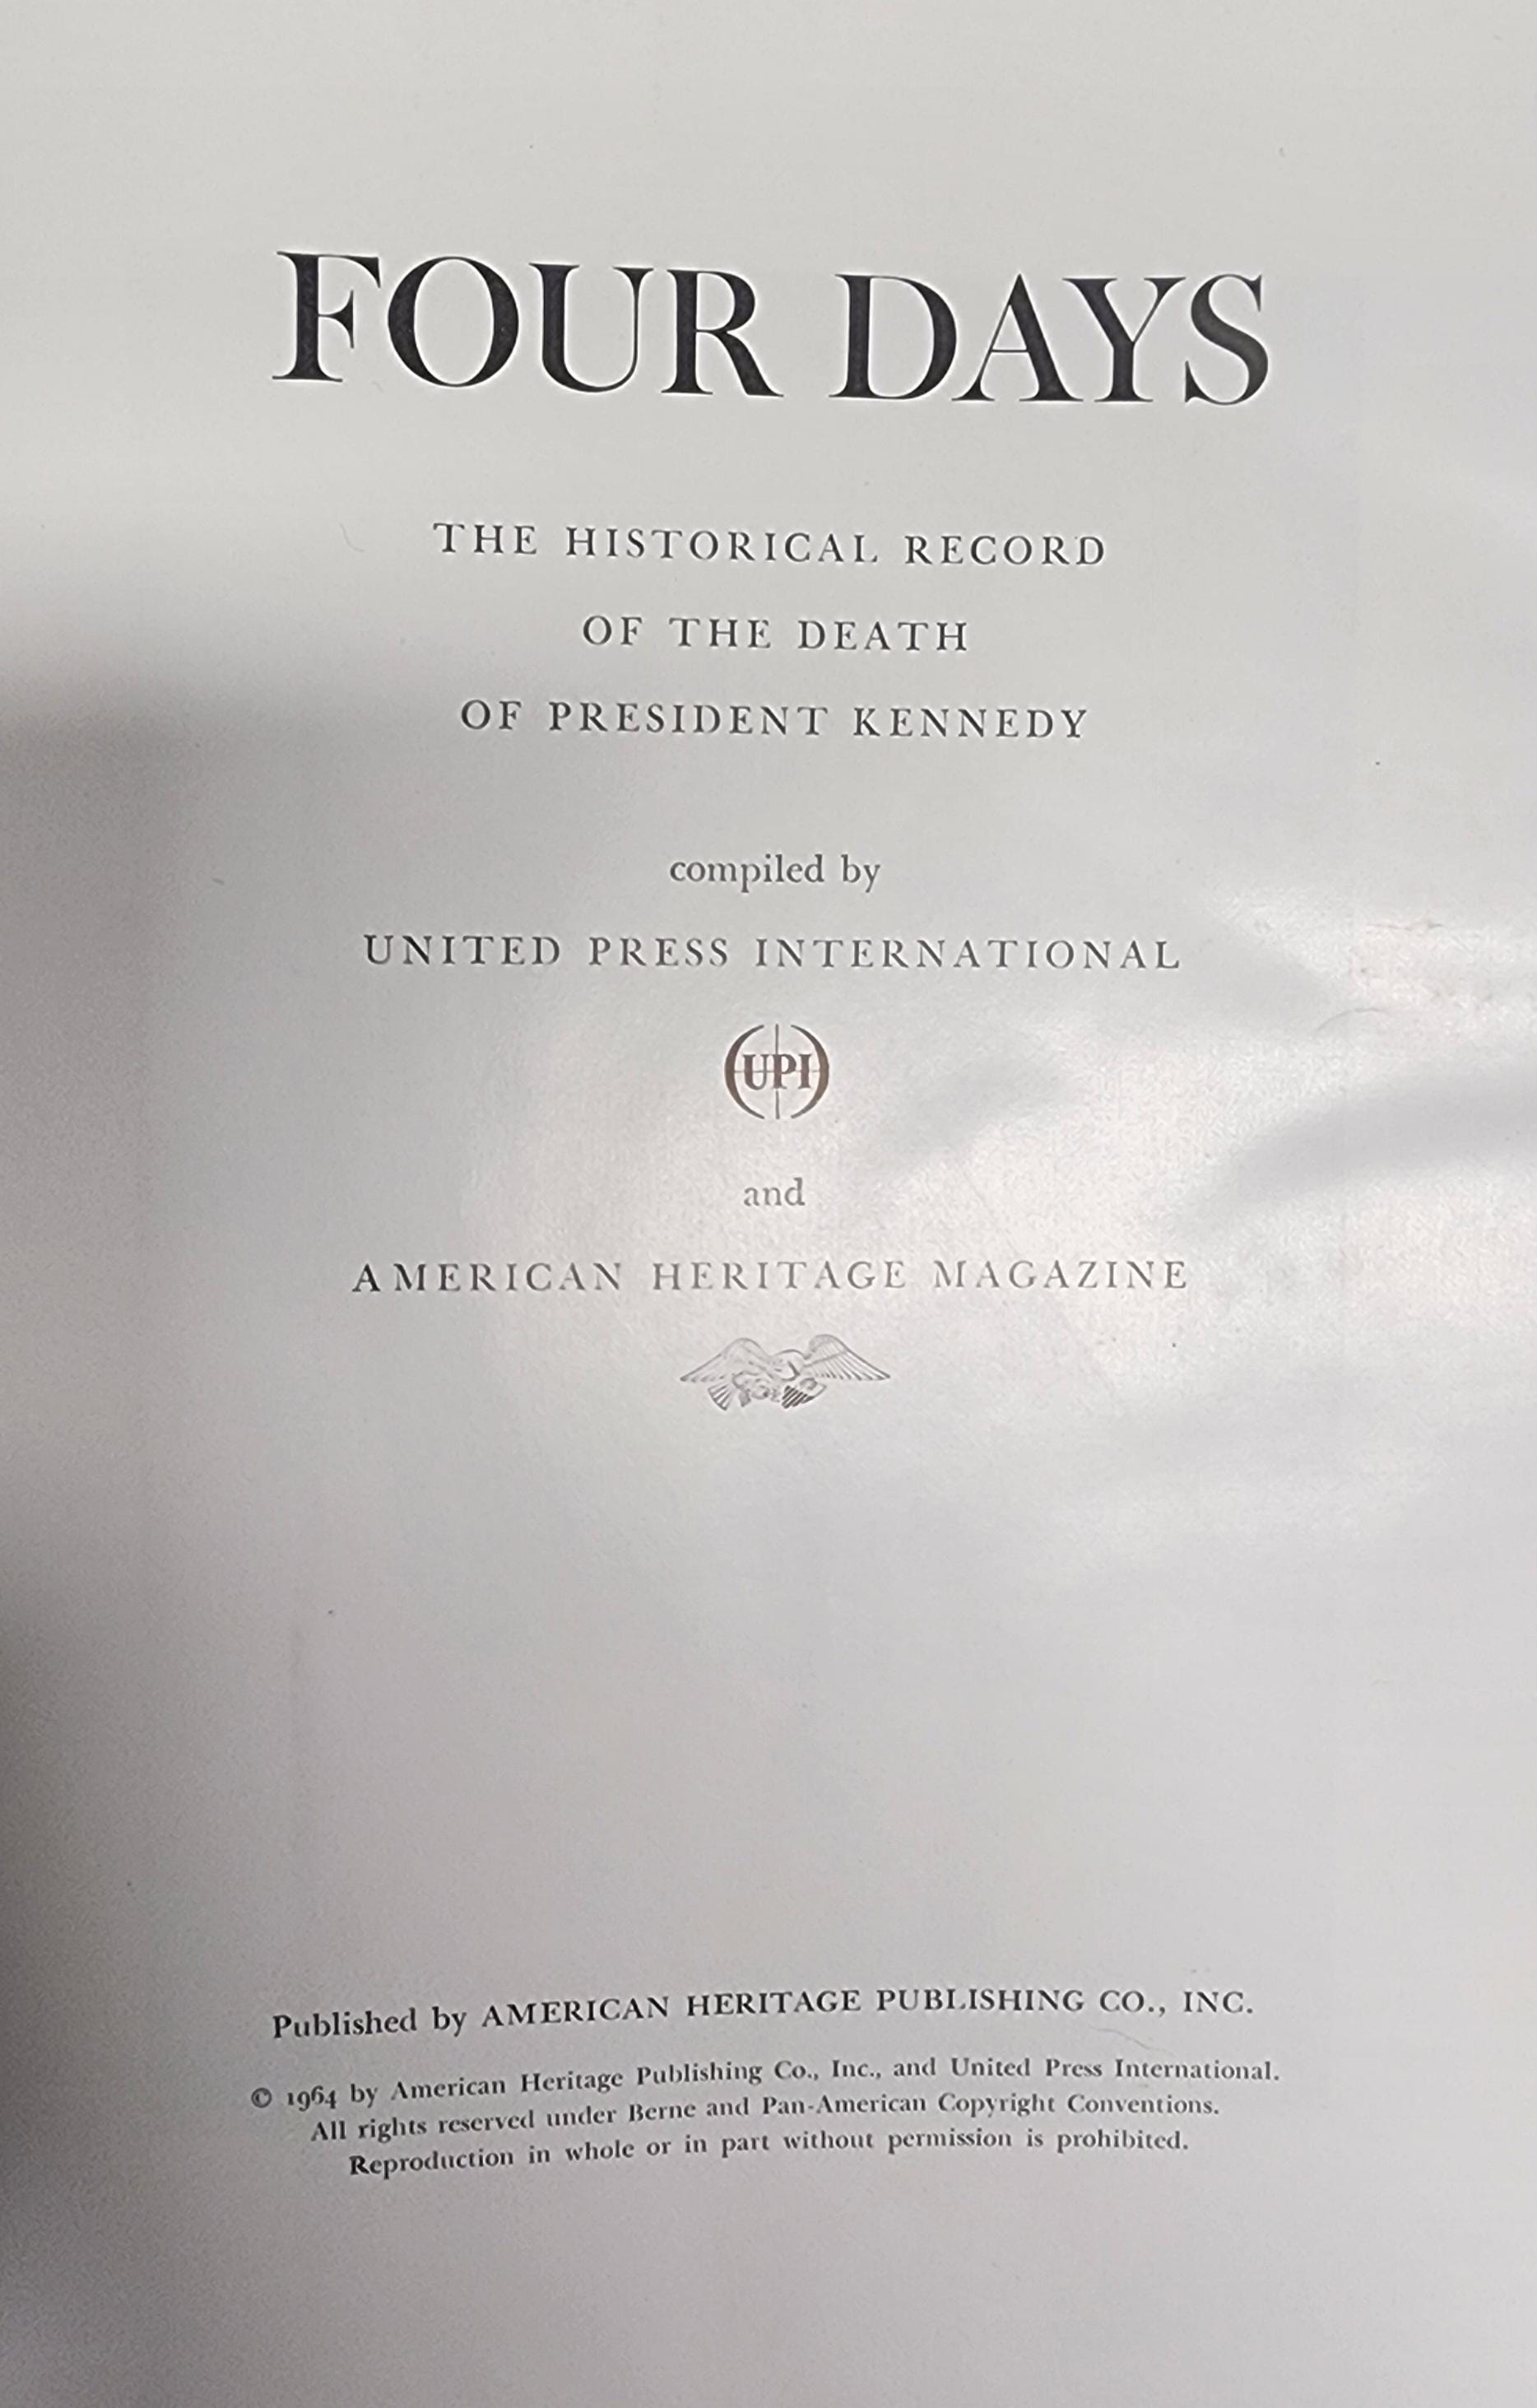 FOUR DAYS
THE HISTORICAL RECORD
OF THE DEATH
OF PRESIDENT KENNEDY
compiled by
UNITED PRESS INTERNATIONAL
UPI
and
AMERICAN HERITAGE MAGAZINE
Published by AMERICAN HERITAGE PUBLISHING CO., INC.
© 1964 by American Heritage Publishing Co., Inc., and United Press International.
All rights reserved under Berne and Pan-American Copyright Conventions.
Reproduction in whole or in part without permission is prohibited.